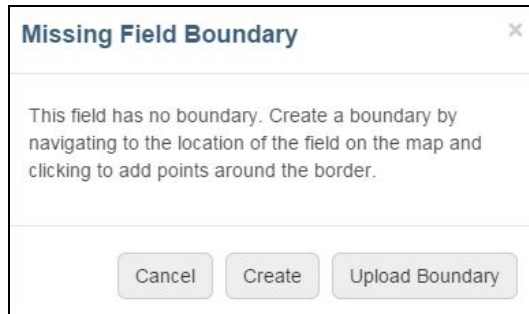 Missing Field Boundary ×
This field has no boundary. Create a boundary by
navigating to the location of the field on the map and
clicking to add points around the border.
Cancel Create Upload Boundary